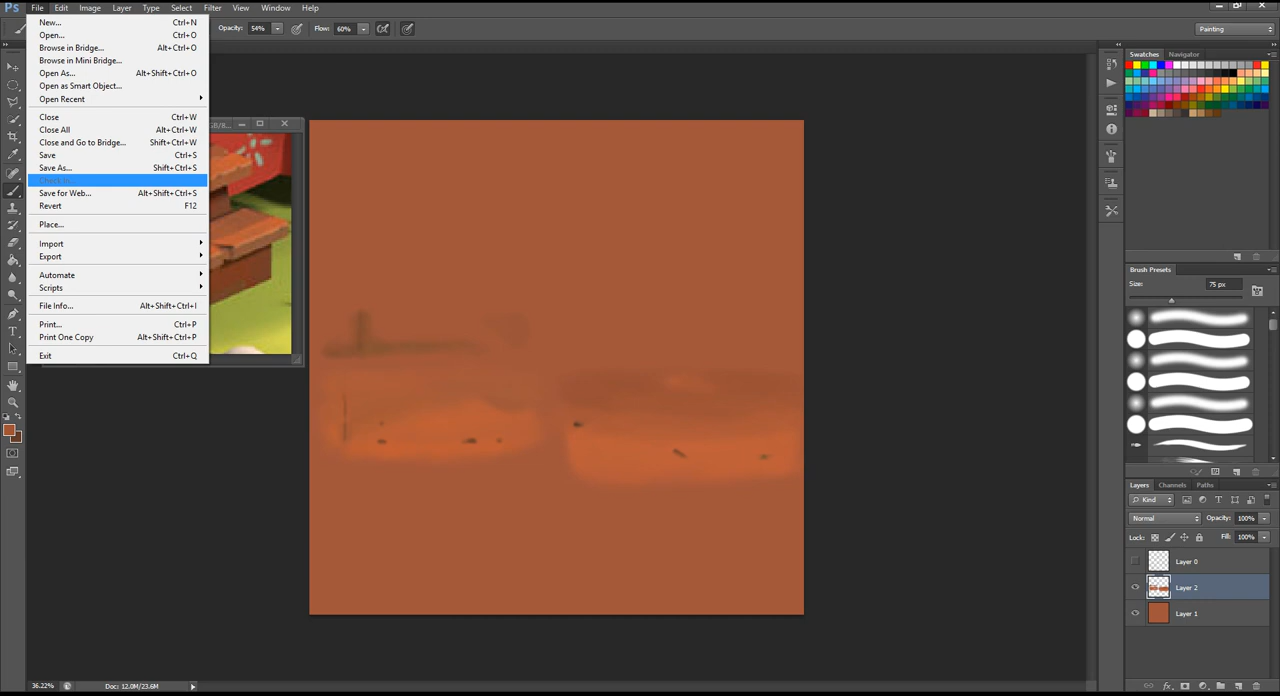 Ps File Edit Image Layer Type Select Filter View Window Help
Opacity: 54% Flow: 60% Painting
New... Ctrl+N
Open... Ctrl+O
Browse in Bridge... Alt+Ctrl+O
Browse in Mini Bridge...
Open As... Alt+Shift+Ctrl+O
Open as Smart Object...
Open Recent
Close Ctrl+W
Close All Alt+Ctrl+W
Close and Go to Bridge... Shift+Ctrl+W
Save Ctrl+S
Save As... Shift+Ctrl+S
Check In...
Save for Web... Alt+Shift+Ctrl+S
Revert F12
Place...
Import
Export
Automate
Scripts
File Info... Alt+Shift+Ctrl+I
Print... Ctrl+P
Print One Copy Alt+Shift+Ctrl+P
Exit Ctrl+Q
Swatches Navigator
Brush Presets
Size: 75 px
Layers Channels Paths
Kind
Normal Opacity: 100%
Lock: Fill: 100%
Layer 0
Layer 2
Layer 1
36.22% Doc: 12.0M/23.6M